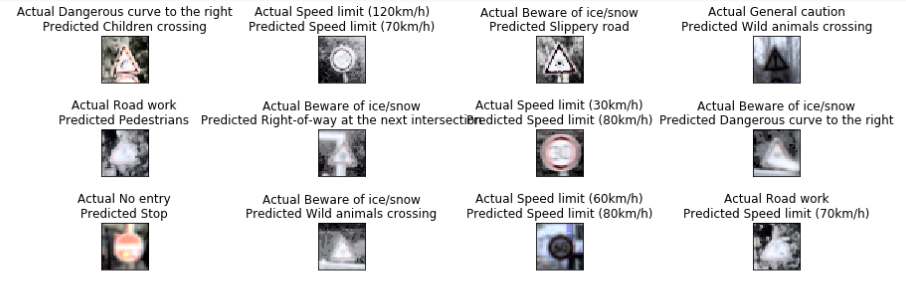 Actual Dangerous curve to the right
Predicted Children crossing
Actual Speed limit (120km/h)
Predicted Speed limit (70km/h)
Actual Beware of ice/snow
Predicted Slippery road
Actual General caution
Predicted Wild animals crossing
Actual Road work
Predicted Pedestrians
Actual Beware of ice/snow
Predicted Right-of-way at the next intersection
Actual Speed limit (30km/h)
Predicted Speed limit (80km/h)
Actual Beware of ice/snow
Predicted Dangerous curve to the right
Actual No entry
Predicted Stop
Actual Beware of ice/snow
Predicted Wild animals crossing
Actual Speed limit (60km/h)
Predicted Speed limit (80km/h)
Actual Road work
Predicted Speed limit (70km/h)